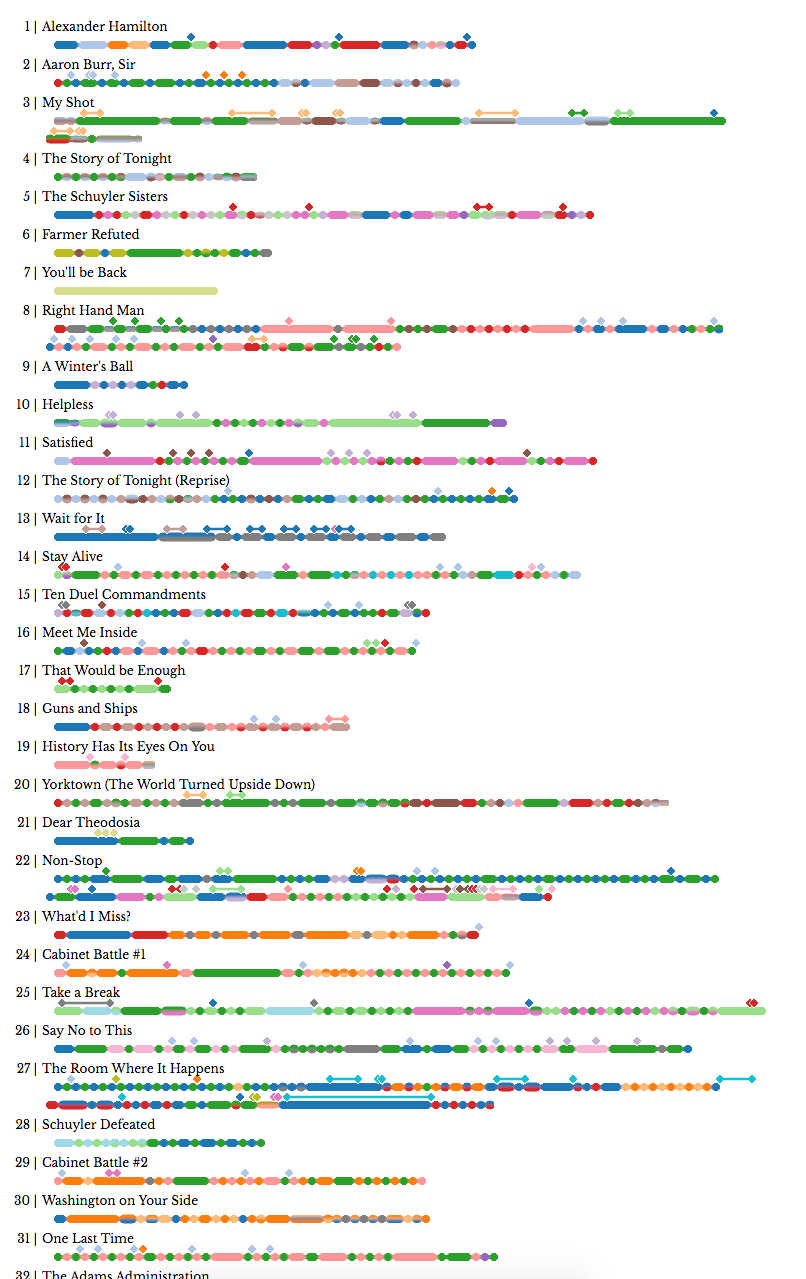 1 | Alexander Hamilton
2 | Aaron Burr, Sir
3 | My Shot
4 | The Story of Tonight
5 | The Schuyler Sisters
6 | Farmer Refuted
7 | You'll be Back
8 | Right Hand Man
9 | A Winter's Ball
10 | Helpless
11 | Satisfied
12 | The Story of Tonight (Reprise)
13 | Wait for It
14 | Stay Alive
15 | Ten Duel Commandments
16 | Meet Me Inside
17 | That Would be Enough
18 | Guns and Ships
19 | History Has Its Eyes On You
20 | Yorktown (The World Turned Upside Down)
21 | Dear Theodosia
22 | Non-Stop
23 | What'd I Miss?
24 | Cabinet Battle #1
25 | Take a Break
26 | Say No to This
27 | The Room Where It Happens
28 | Schuyler Defeated
29 | Cabinet Battle #2
30 | Washington on Your Side
31 | One Last Time
32 | The Adams Administration